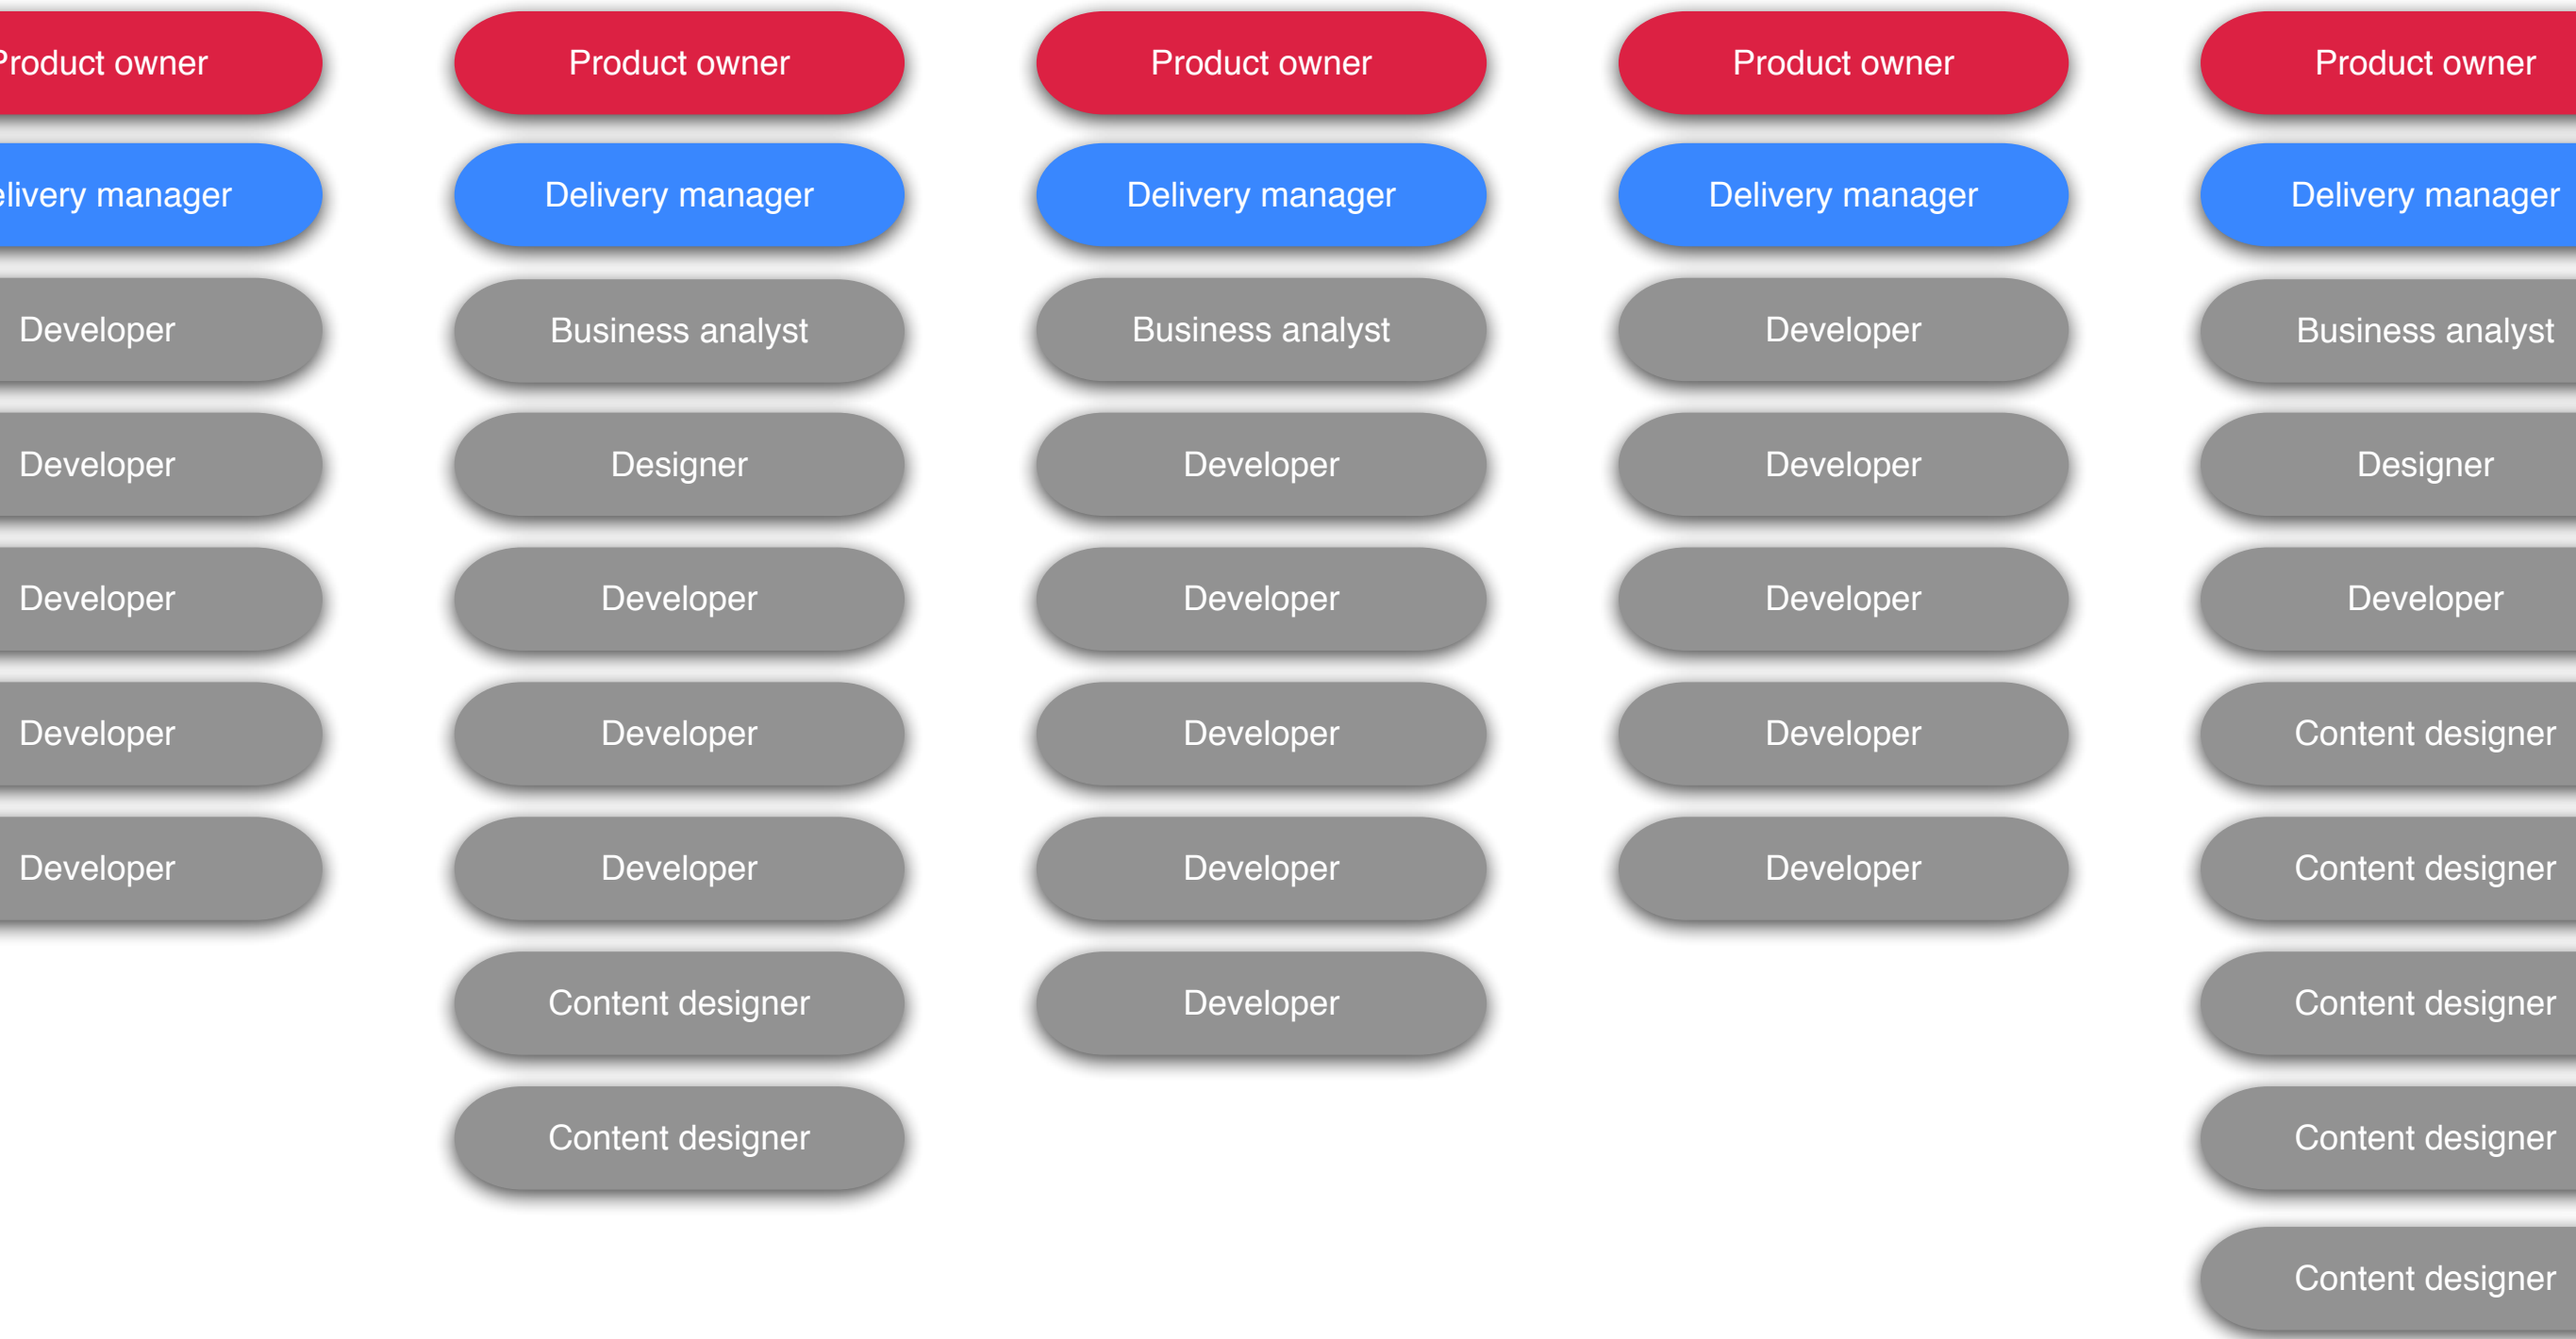 Product owner
elivery manager
Developer
Developer
Developer
Developer
Developer
Product owner
Delivery manager
Business analyst
Designer
Developer
Developer
Developer
Content designer
Content designer
Product owner
Delivery manager
Business analyst
Developer
Developer
Developer
Developer
Developer
Product owner
Delivery manager
Developer
Developer
Developer
Developer
Developer
Product owner
Delivery manager
Business analyst
Designer
Developer
Content designer
Content designer
Content designer
Content designer
Content designer